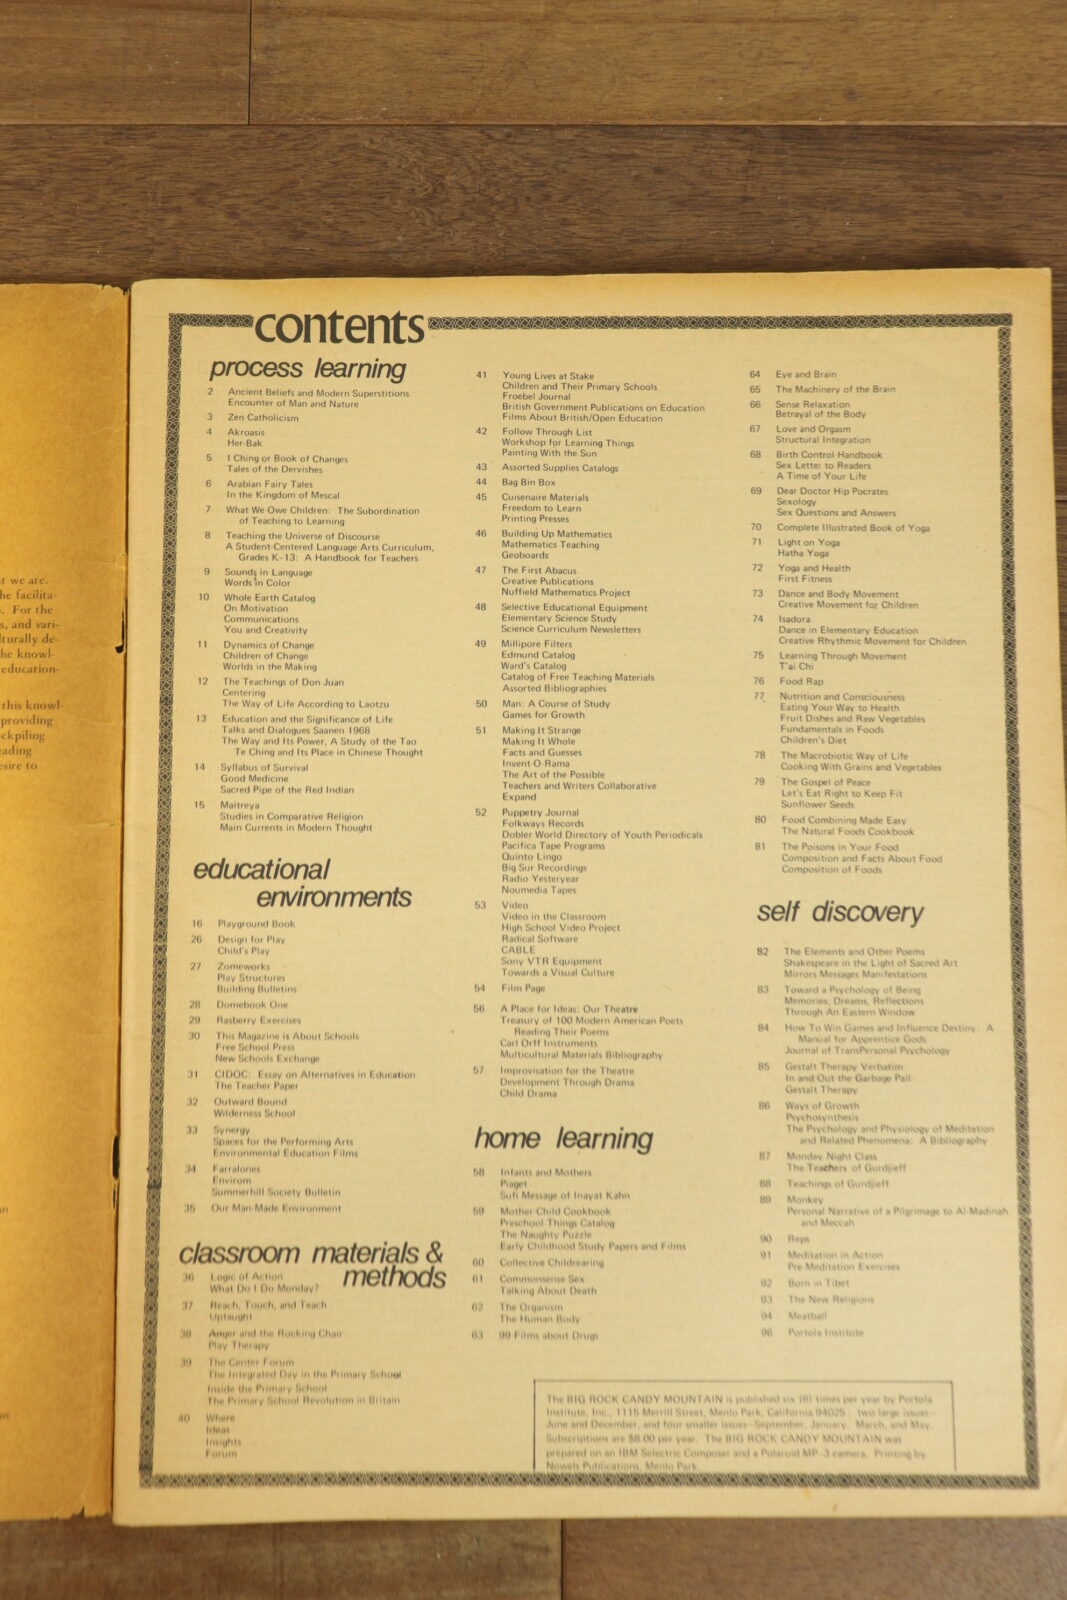 t we are.
he facilita-
. For the
s, and vari-
lturally de-
he knowl-
education-
this knowl-
providing
ckpiling
eading
esire to
contents
process learning
2 Ancient Beliefs and Modern Superstitions
Encounter of Man and Nature
3 Zen Catholicism
4 Akroasis
Her-Bak
5 I Ching or Book of Changes
Tales of the Dervishes
6 Arabian Fairy Tales
In the Kingdom of Mescal
7 What We Owe Children: The Subordination
of Teaching to Learning
8 Teaching the Universe of Discourse
A Student-Centered Language Arts Curriculum,
Grades K-13: A Handbook for Teachers
9 Sounds in Language
Words in Color
10 Whole Earth Catalog
On Motivation
Communications
You and Creativity
11 Dynamics of Change
Children of Change
Worlds in the Making
12 The Teachings of Don Juan
Centering
The Way of Life According to Laotzu
13 Education and the Significance of Life
Talks and Dialogues Saanen 1968
The Way and Its Power, A Study of the Tao
Te Ching and Its Place in Chinese Thought
14 Syllabus of Survival
Good Medicine
Sacred Pipe of the Red Indian
15 Maitreya
Studies in Comparative Religion
Main Currents in Modern Thought
educational
environments
16 Playground Book
26 Design for Play
Child's Play
27 Zomeworks
Play Structures
Building Bulletins
28 Domebook One
29 Rasberry Exercises
30 This Magazine is About Schools
Free School Press
New Schools Exchange
31 CIDOC: Essay on Alternatives in Education
The Teacher Paper
32 Outward Bound
Wilderness School
33 Synergy
Spaces for the Performing Arts
Environmental Education Films
34 Farralones
Environ
Summerhill Society Bulletin
35 Our Man-Made Environment
classroom materials &
methods
36 Logic of Action
What Do I Do Monday?
37 Reach, Touch, and Teach
Uptaught
38 Anger and the Rocking Chair
Play Therapy
39 The Center Forum
The Integrated Day in the Primary School
Inside the Primary School
The Primary School Revolution in Britain
40 Where
Ideas
Insights
Forum
41 Young Lives at Stake
Children and Their Primary Schools
Froebel Journal
British Government Publications on Education
Films About British/Open Education
42 Follow Through List
Workshop for Learning Things
Painting With the Sun
43 Assorted Supplies Catalogs
44 Bag Bin Box
45 Cuisenaire Materials
Freedom to Learn
Printing Presses
46 Building Up Mathematics
Mathematics Teaching
Geoboards
47 The First Abacus
Creative Publications
Nuffield Mathematics Project
48 Selective Educational Equipment
Elementary Science Study
Science Curriculum Newsletters
49 Millipore Filters
Edmund Catalog
Ward's Catalog
Catalog of Free Teaching Materials
Assorted Bibliographies
50 Man: A Course of Study
Games for Growth
51 Making It Strange
Making It Whole
Facts and Guesses
Invent-O-Rama
The Art of the Possible
Teachers and Writers Collaborative
Expand
52 Puppetry Journal
Folkways Records
Dobler World Directory of Youth Periodicals
Pacifica Tape Programs
Quinto Lingo
Big Sur Recordings
Radio Yesteryear
Noumedia Tapes
53 Video
Video in the Classroom
High School Video Project
Radical Software
CABLE
Sony VTR Equipment
Towards a Visual Culture
54 Film Page
56 A Place for Ideas: Our Theatre
Treasury of 100 Modern American Poets
Reading Their Poems
Carl Orff Instruments
Multicultural Materials Bibliography
57 Improvisation for the Theatre
Development Through Drama
Child Drama
home learning
58 Infants and Mothers
Piaget
Sufi Message of Inayat Kahn
59 Mother-Child Cookbook
Preschool Things Catalog
The Naughty Puzzle
Early Childhood Study Papers and Films
60 Collective Childrearing
61 Commonsense Sex
Talking About Death
62 The Organism
The Human Body
63 99 Films about Drugs
64 Eye and Brain
65 The Machinery of the Brain
66 Sense Relaxation
Betrayal of the Body
67 Love and Orgasm
Structural Integration
68 Birth Control Handbook
Sex Letter to Readers
A Time of Your Life
69 Dear Doctor Hip Pocrates
Sexology
Sex Questions and Answers
70 Complete Illustrated Book of Yoga
71 Light on Yoga
Hatha Yoga
72 Yoga and Health
First Fitness
73 Dance and Body Movement
Creative Movement for Children
74 Isadora
Dance in Elementary Education
Creative Rhythmic Movement for Children
75 Learning Through Movement
T'ai Chi
76 Food Rap
77 Nutrition and Consciousness
Eating Your Way to Health
Fruit Dishes and Raw Vegetables
Fundamentals in Foods
Children's Diet
78 The Macrobiotic Way of Life
Cooking With Grains and Vegetables
79 The Gospel of Peace
Let's Eat Right to Keep Fit
Sunflower Seeds
80 Food Combining Made Easy
The Natural Foods Cookbook
81 The Poisons in Your Food
Composition and Facts About Food
Composition of Foods
self discovery
82 The Elements and Other Poems
Shakespeare in the Light of Sacred Art
Mirrors Messages Manifestations
83 Toward a Psychology of Being
Memories, Dreams, Reflections
Through An Eastern Window
84 How To Win Games and Influence Destiny: A
Manual for Apprentice Gods
Journal of TransPersonal Psychology
85 Gestalt Therapy Verbatim
In and Out the Garbage Pail
Gestalt Therapy
86 Ways of Growth
Psychosynthesis
The Psychology and Physiology of Meditation
and Related Phenomena: A Bibliography
87 Monday Night Class
The Teachers of Gurdjieff
88 Teachings of Gurdjieff
89 Monkey
Personal Narrative of a Pilgrimage to Al-Madinah
and Meccah
90 Reps
91 Meditation in Action
Pre-Meditation Exercises
92 Born in Tibet
93 The New Religions
94 Meatball
96 Portola Institute
The BIG ROCK CANDY MOUNTAIN is published six (6) times per year by Portola
Institute, Inc., 1115 Merrill Street, Menlo Park, California 94025: two large issues—
June and December, and four smaller issues—September, January, March, and May.
Subscriptions are $8.00 per year. The BIG ROCK CANDY MOUNTAIN was
prepared on an IBM Selectric Composer and a Polaroid MP-3 camera. Printing by
Nowels Publications, Menlo Park.